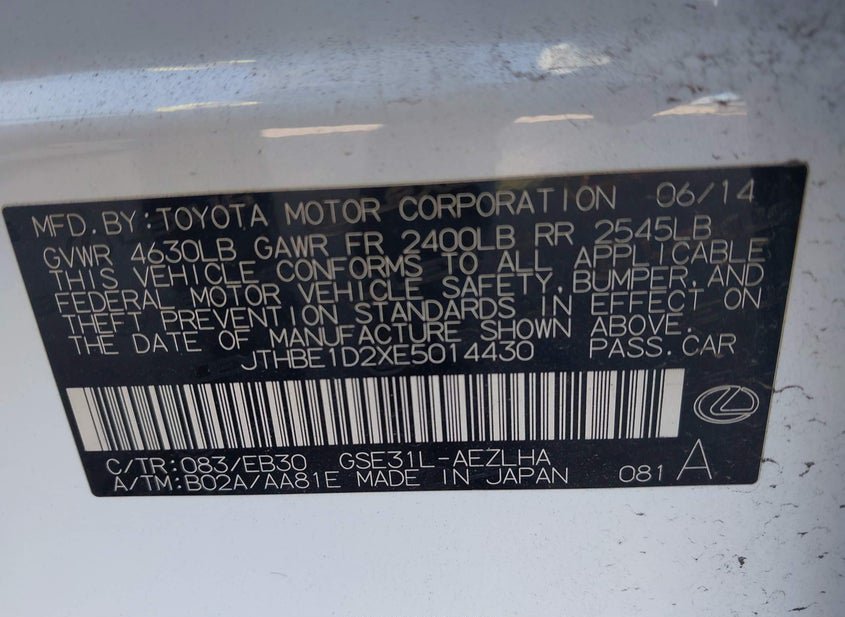 MFD. BY: TOYOTA MOTOR CORPORATION 06/14
GVWR 4630LB GAWR FR 2400LB RR 2545LB
THIS VEHICLE CONFORMS TO ALL APPLICABLE
FEDERAL MOTOR VEHICLE SAFETY, BUMPER, AND
THEFT PREVENTION STANDARDS IN EFFECT ON
THE DATE OF MANUFACTURE SHOWN ABOVE.
JTHBE1D2XE5014430 PASS. CAR
C/TR: 083/EB30 GSE31L-AEZLHA
A/TM: B02A/AA81E MADE IN JAPAN 081 A